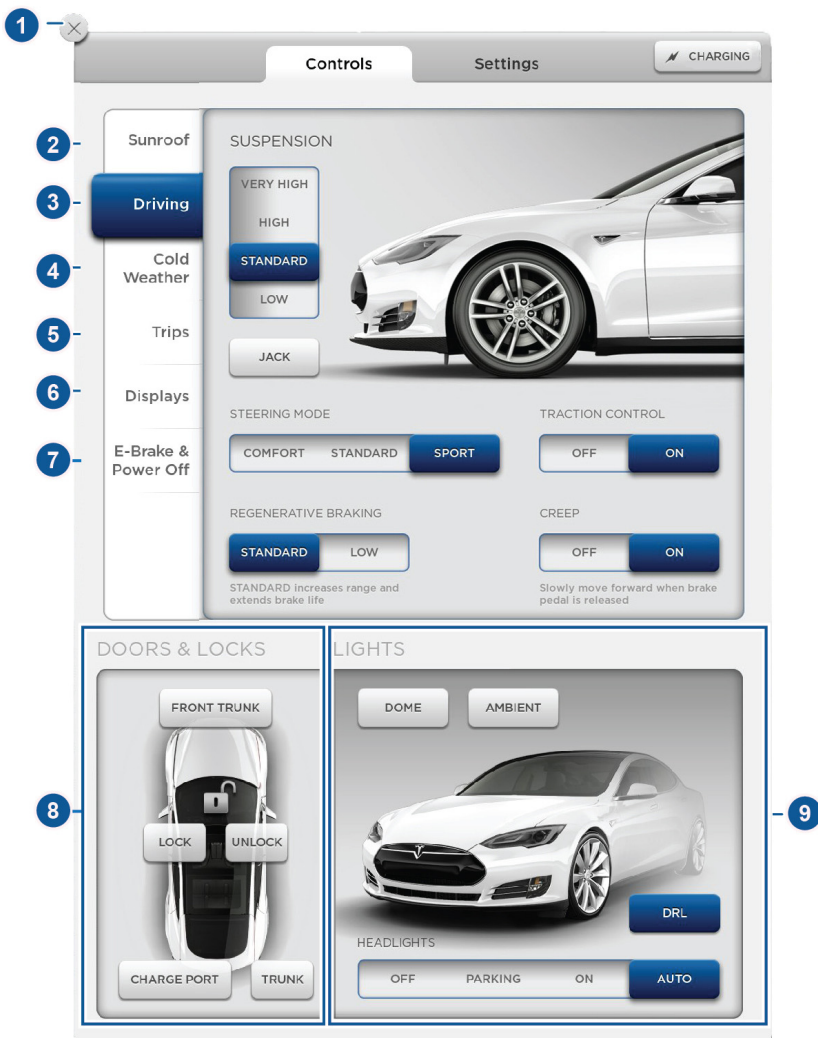 1
Controls
Settings
CHARGING
2
Sunroof
3
Driving
4
Cold
Weather
5
Trips
6
Displays
7
E-Brake &
Power Off
SUSPENSION
VERY HIGH
HIGH
STANDARD
LOW
JACK
STEERING MODE
COMFORT STANDARD SPORT
TRACTION CONTROL
OFF ON
REGENERATIVE BRAKING
STANDARD LOW
STANDARD increases range and
extends brake life
CREEP
OFF ON
Slowly move forward when brake
pedal is released
8
DOORS & LOCKS
FRONT TRUNK
LOCK UNLOCK
CHARGE PORT TRUNK
9
LIGHTS
DOME AMBIENT
DRL
HEADLIGHTS
OFF PARKING ON AUTO